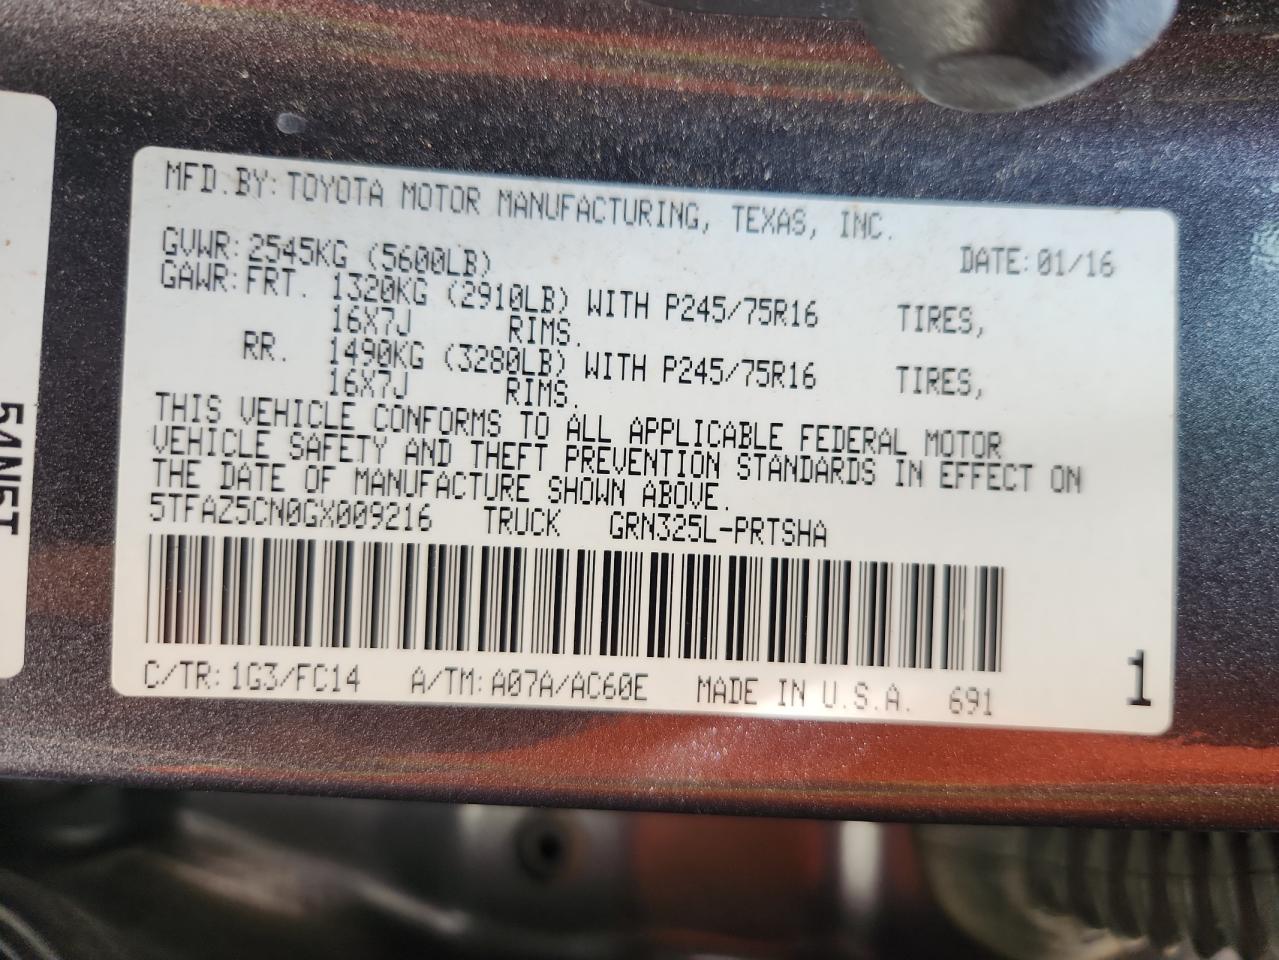 MFD.BY:TOYOTA MOTOR MANUFACTURING, TEXAS, INC.
GVWR:2545KG (5600LB) DATE:01/16
GAWR:FRT. 1320KG (2910LB) WITH P245/75R16 TIRES,
16X7J RIMS.
RR. 1490KG (3280LB) WITH P245/75R16 TIRES,
16X7J RIMS.
THIS VEHICLE CONFORMS TO ALL APPLICABLE FEDERAL MOTOR
VEHICLE SAFETY AND THEFT PREVENTION STANDARDS IN EFFECT ON
THE DATE OF MANUFACTURE SHOWN ABOVE.
5TFAZ5CN0GX009216 TRUCK GRN325L-PRTSHA
C/TR:1G3/FC14 A/TM:A07A/AC60E MADE IN U.S.A. 691
1
54N5T